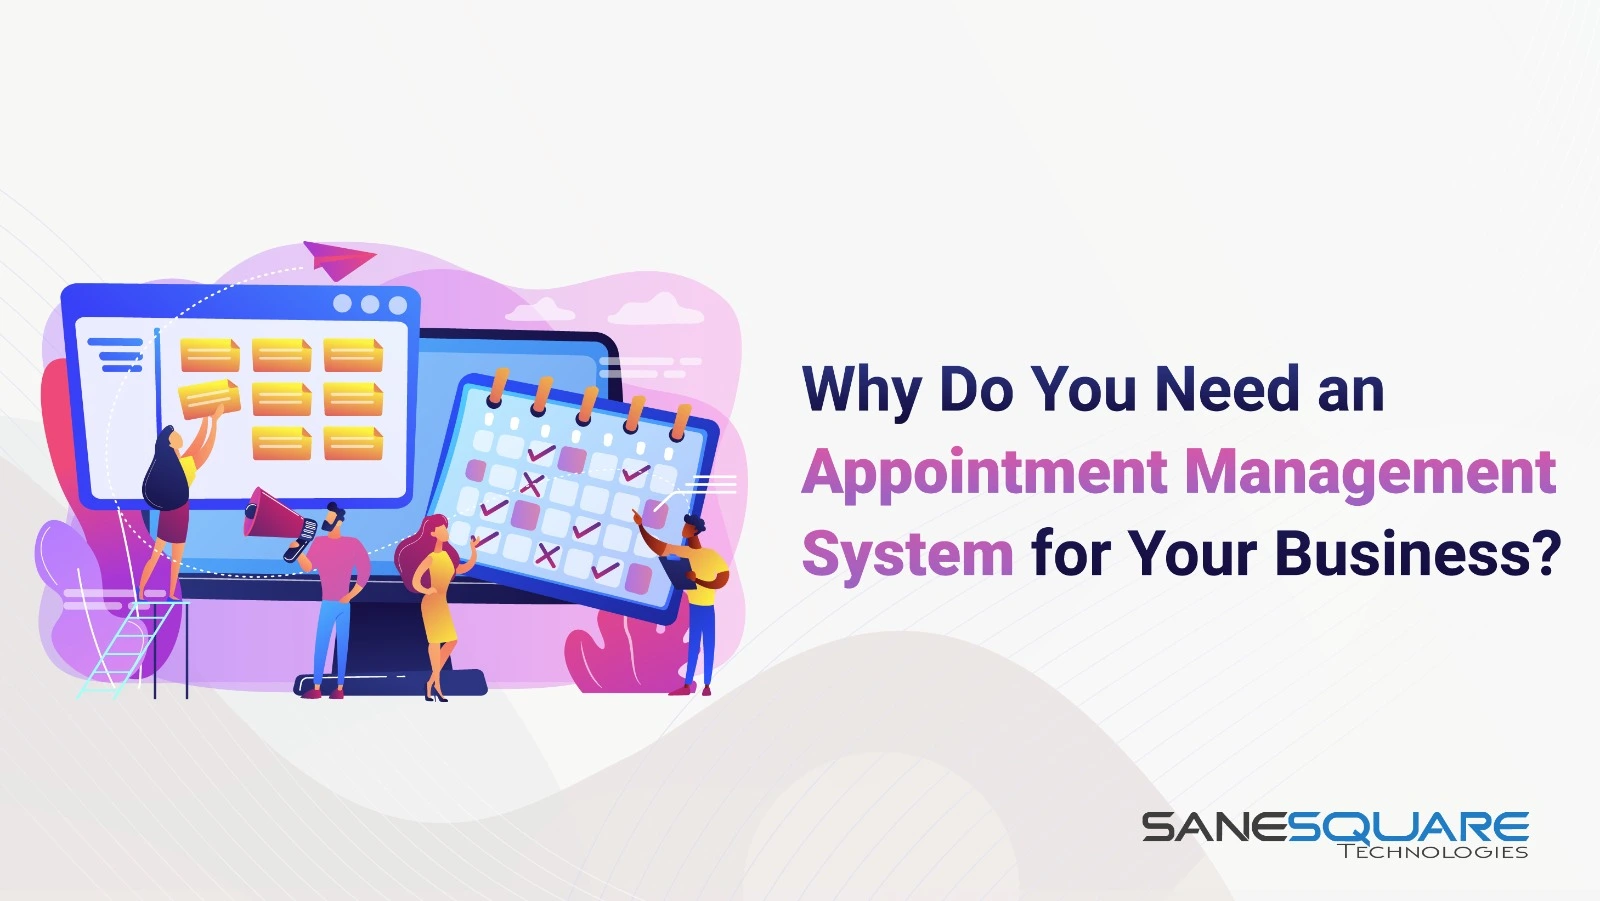 Why Do You Need an
Appointment Management
System for Your Business?
SANESQUARE
TECHNOLOGIES